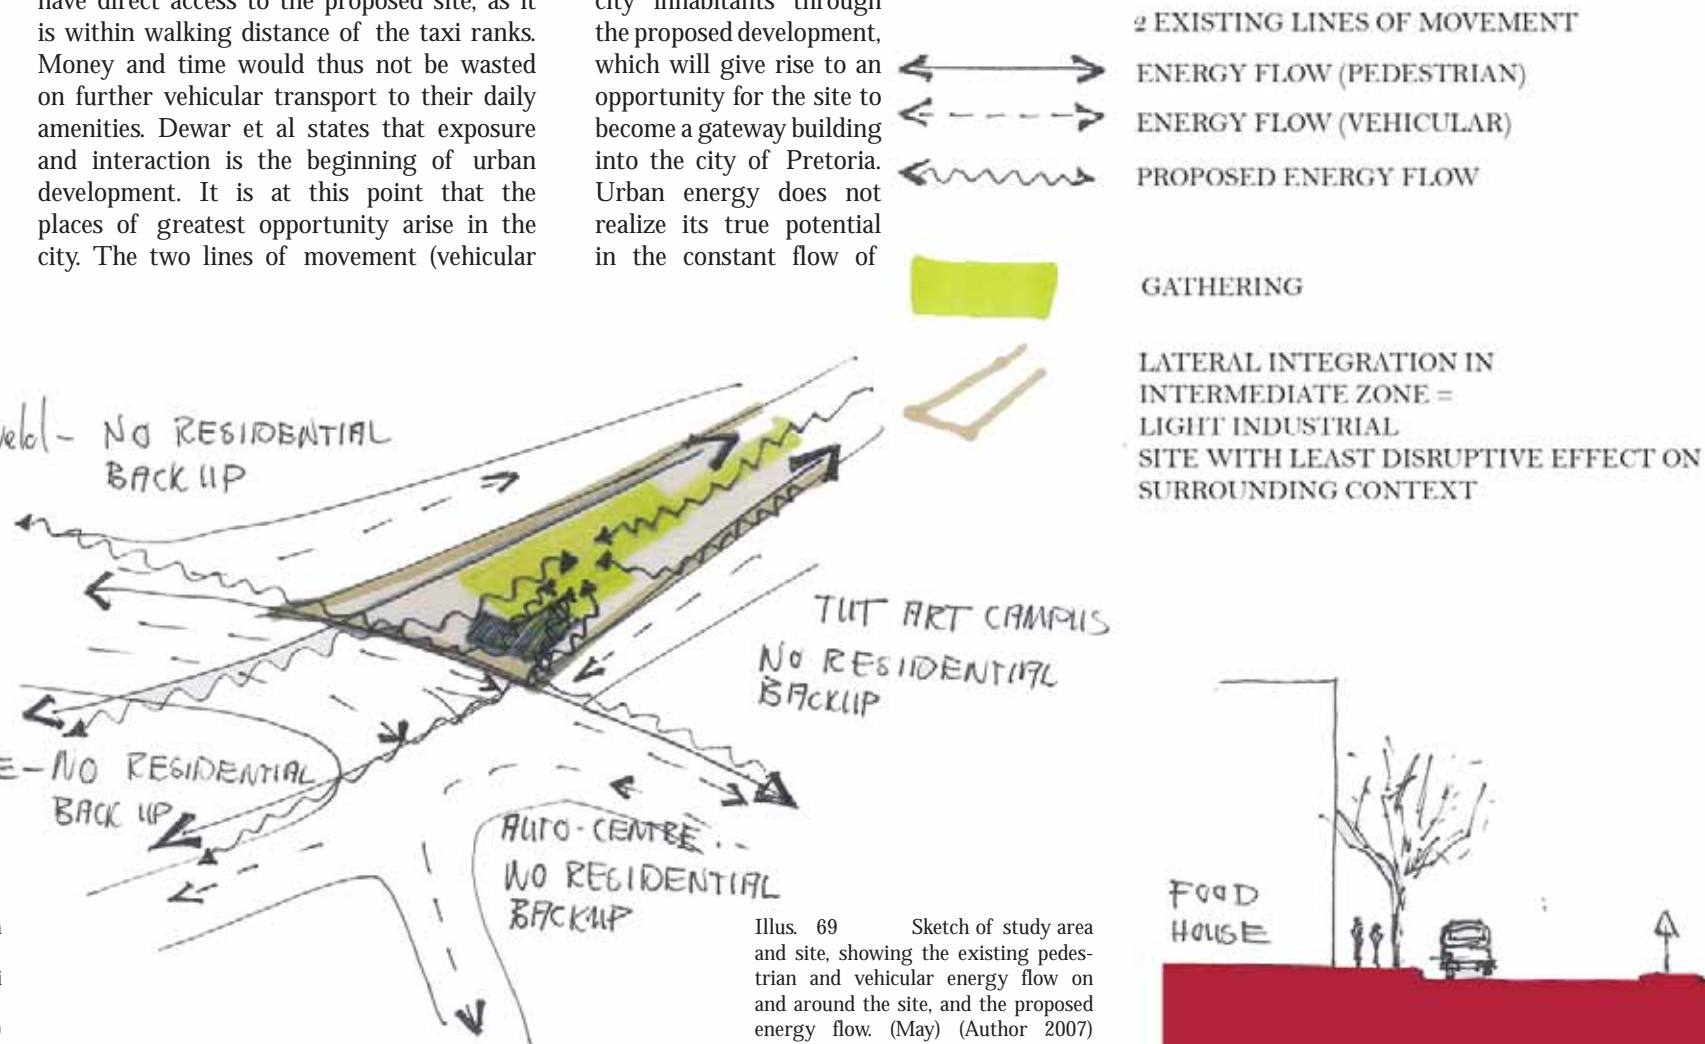 have direct access to the proposed site, as it
is within walking distance of the taxi ranks.
Money and time would thus not be wasted
on further vehicular transport to their daily
amenities. Dewar et al states that exposure
and interaction is the beginning of urban
development. It is at this point that the
places of greatest opportunity arise in the
city. The two lines of movement (vehicular
city inhabitants through
the proposed development,
which will give rise to an
opportunity for the site to
become a gateway building
into the city of Pretoria.
Urban energy does not
realize its true potential
in the constant flow of
2 EXISTING LINES OF MOVEMENT
ENERGY FLOW (PEDESTRIAN)
ENERGY FLOW (VEHICULAR)
PROPOSED ENERGY FLOW
GATHERING
LATERAL INTEGRATION IN
INTERMEDIATE ZONE =
LIGHT INDUSTRIAL
SITE WITH LEAST DISRUPTIVE EFFECT ON
SURROUNDING CONTEXT
- NO RESIDENTIAL
BACK UP
TUT ART CAMPUS
NO RESIDENTIAL
BACKUP
E-NO RESIDENTIAL
BACK UP
AUTO-CENTRE
NO RESIDENTIAL
BACKUP
Illus. 69 Sketch of study area
and site, showing the existing pedes-
trian and vehicular energy flow on
and around the site, and the proposed
energy flow. (May) (Author 2007)
FOOD
HOUSE